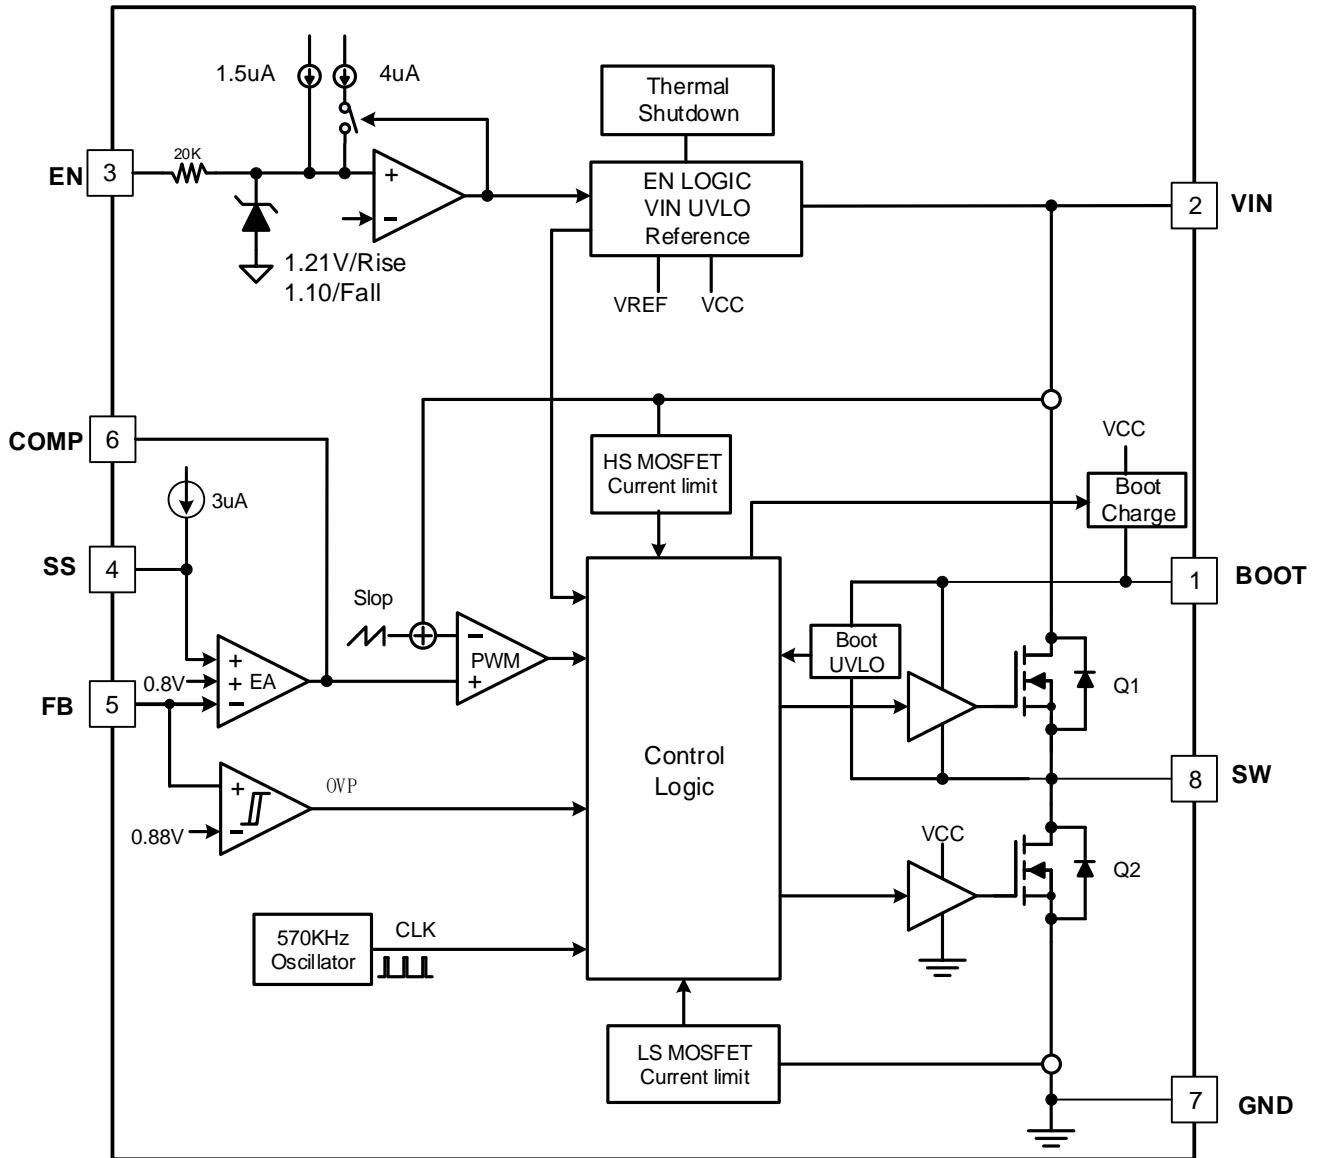 1.5uA
4uA
Thermal
Shutdown
EN
3
20K
+
-
EN LOGIC
VIN UVLO
Reference
2
VIN
1.21V/Rise
1.10/Fall
VREF
VCC
COMP
6
HS MOSFET
Current limit
VCC
Boot
Charge
3uA
SS
4
1
BOOT
Slop
-
+
PWM
Boot
UVLO
+
0.8V
+
EA
-
FB
5
Q1
Control
Logic
8
SW
+
OVP
0.88V
-
VCC
Q2
570KHz
Oscillator
CLK
LS MOSFET
Current limit
7
GND